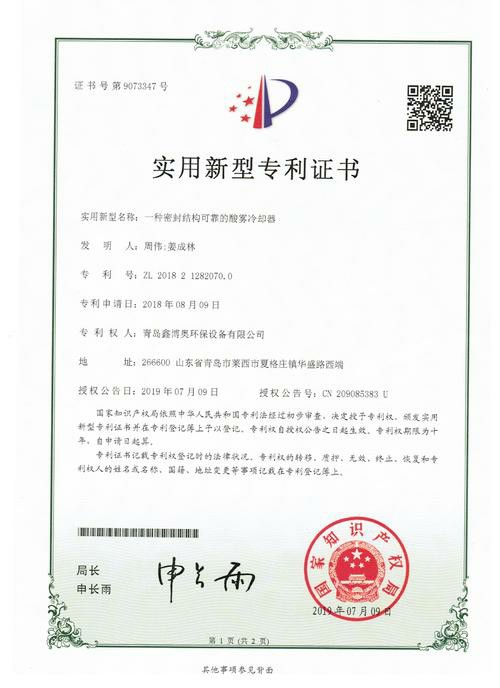 证书号第9073347号
实用新型专利证书
实用新型名称：一种密封结构可靠的酸雾冷却器
发明人：周伟;姜成林
专利号：ZL 2018 2 1282070.0
专利申请日：2018年08月09日
专利权人：青岛鑫博奥环保设备有限公司
地址：266600 山东省青岛市莱西市夏格庄镇华盛路西端
授权公告日：2019年07月09日 授权公告号：CN 209085383 U
国家知识产权局依照中华人民共和国专利法经过初步审查，决定授予专利权，颁发实用
新型专利证书并在专利登记簿上予以登记。专利权自授权公告之日起生效。专利权期限为十
年，自申请日起算。
专利证书记载专利权登记时的法律状况。专利权的转移、质押、无效、终止、恢复和专
利权人的姓名或名称、国籍、地址变更等事项记载在专利登记簿上。
局长
申长雨
申长雨
国家知识产权局
2019年07月09日
第1页(共2页)
其他事项参见背面